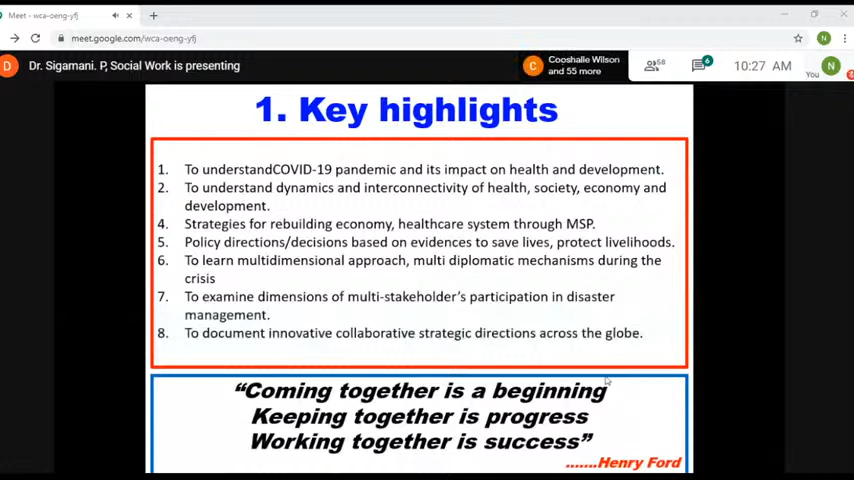 Meet - wca-oeng-yfj
meet.google.com/wca-oeng-yfj
N
D Dr. Sigamani. P, Social Work is presenting
C Cooshalle Wilson
and 55 more
58
6
10:27 AM
You
N
1. Key highlights
1. To understandCOVID-19 pandemic and its impact on health and development.
2. To understand dynamics and interconnectivity of health, society, economy and
development.
4. Strategies for rebuilding economy, healthcare system through MSP.
5. Policy directions/decisions based on evidences to save lives, protect livelihoods.
6. To learn multidimensional approach, multi diplomatic mechanisms during the
crisis
7. To examine dimensions of multi-stakeholder's participation in disaster
management.
8. To document innovative collaborative strategic directions across the globe.
“Coming together is a beginning
Keeping together is progress
Working together is success”
.......Henry Ford